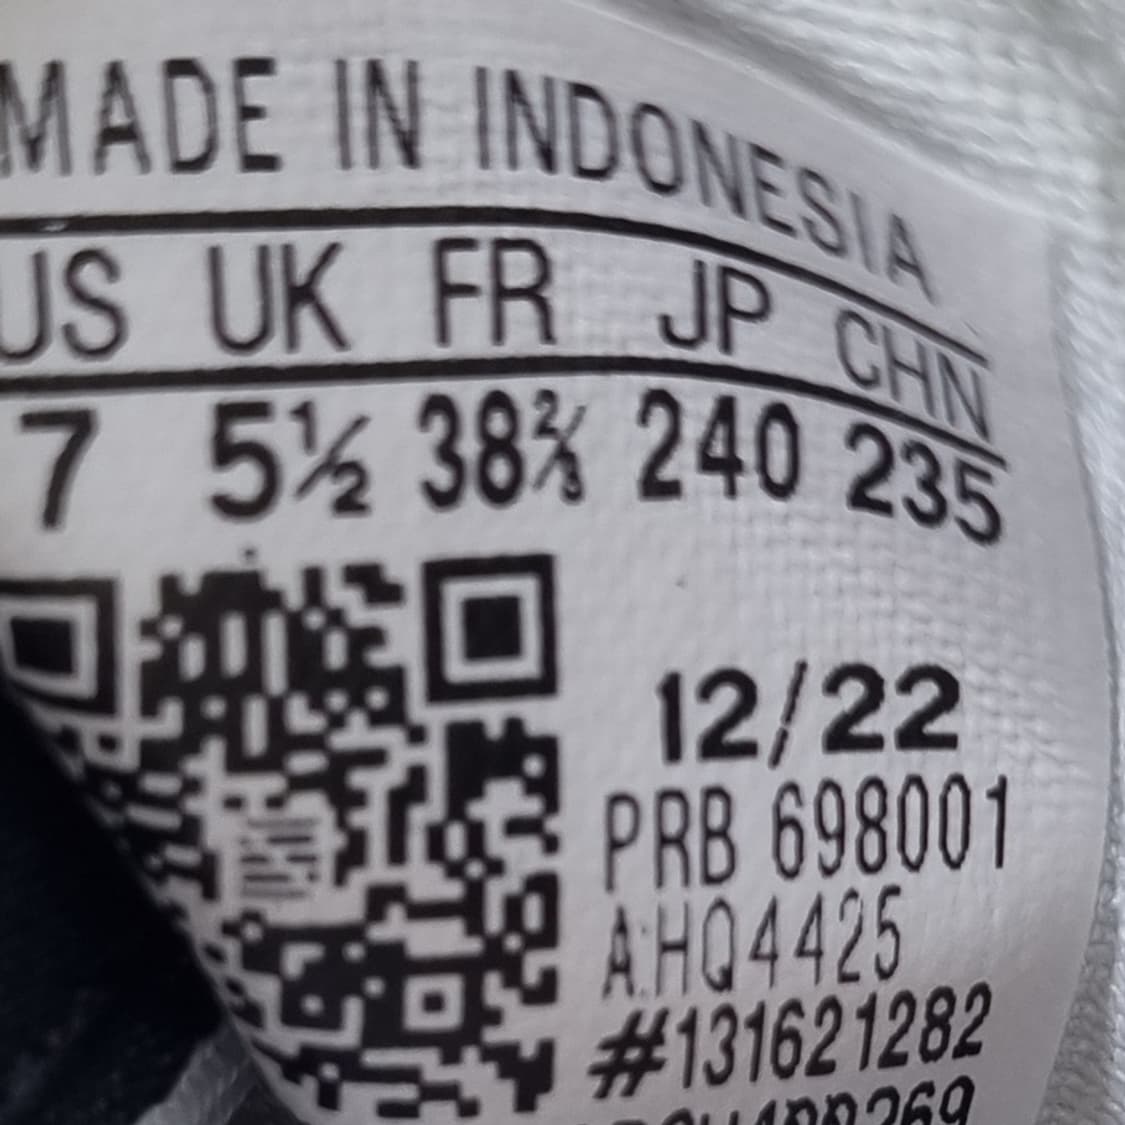 MADE IN INDONESIA
US UK FR JP CHN
7 5½ 38⅔ 240 235
12/22
PRB 698001
A:HQ4425
#131621282